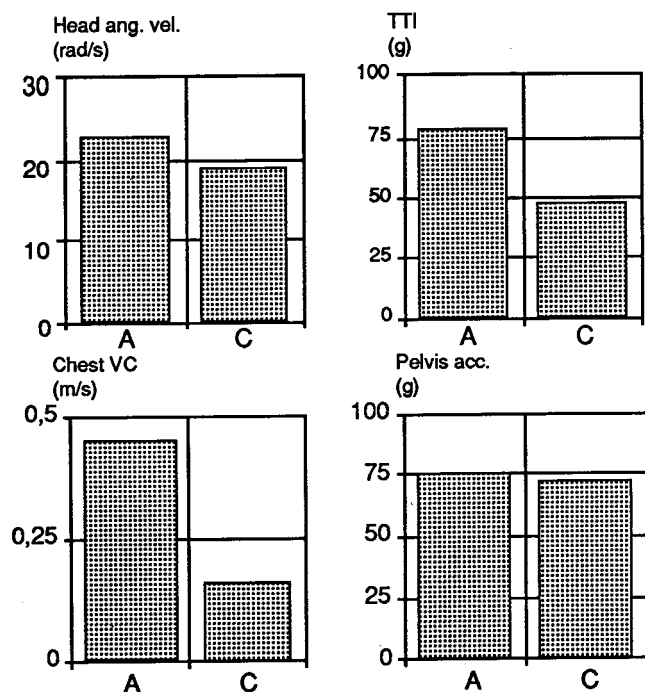 Head ang. vel.
(rad/s)
30
20
10
0
A
C
TTI
(g)
100
75
50
25
0
A
C
Chest VC
(m/s)
0,5
0,25
0
A
C
Pelvis acc.
(g)
100
75
50
25
0
A
C